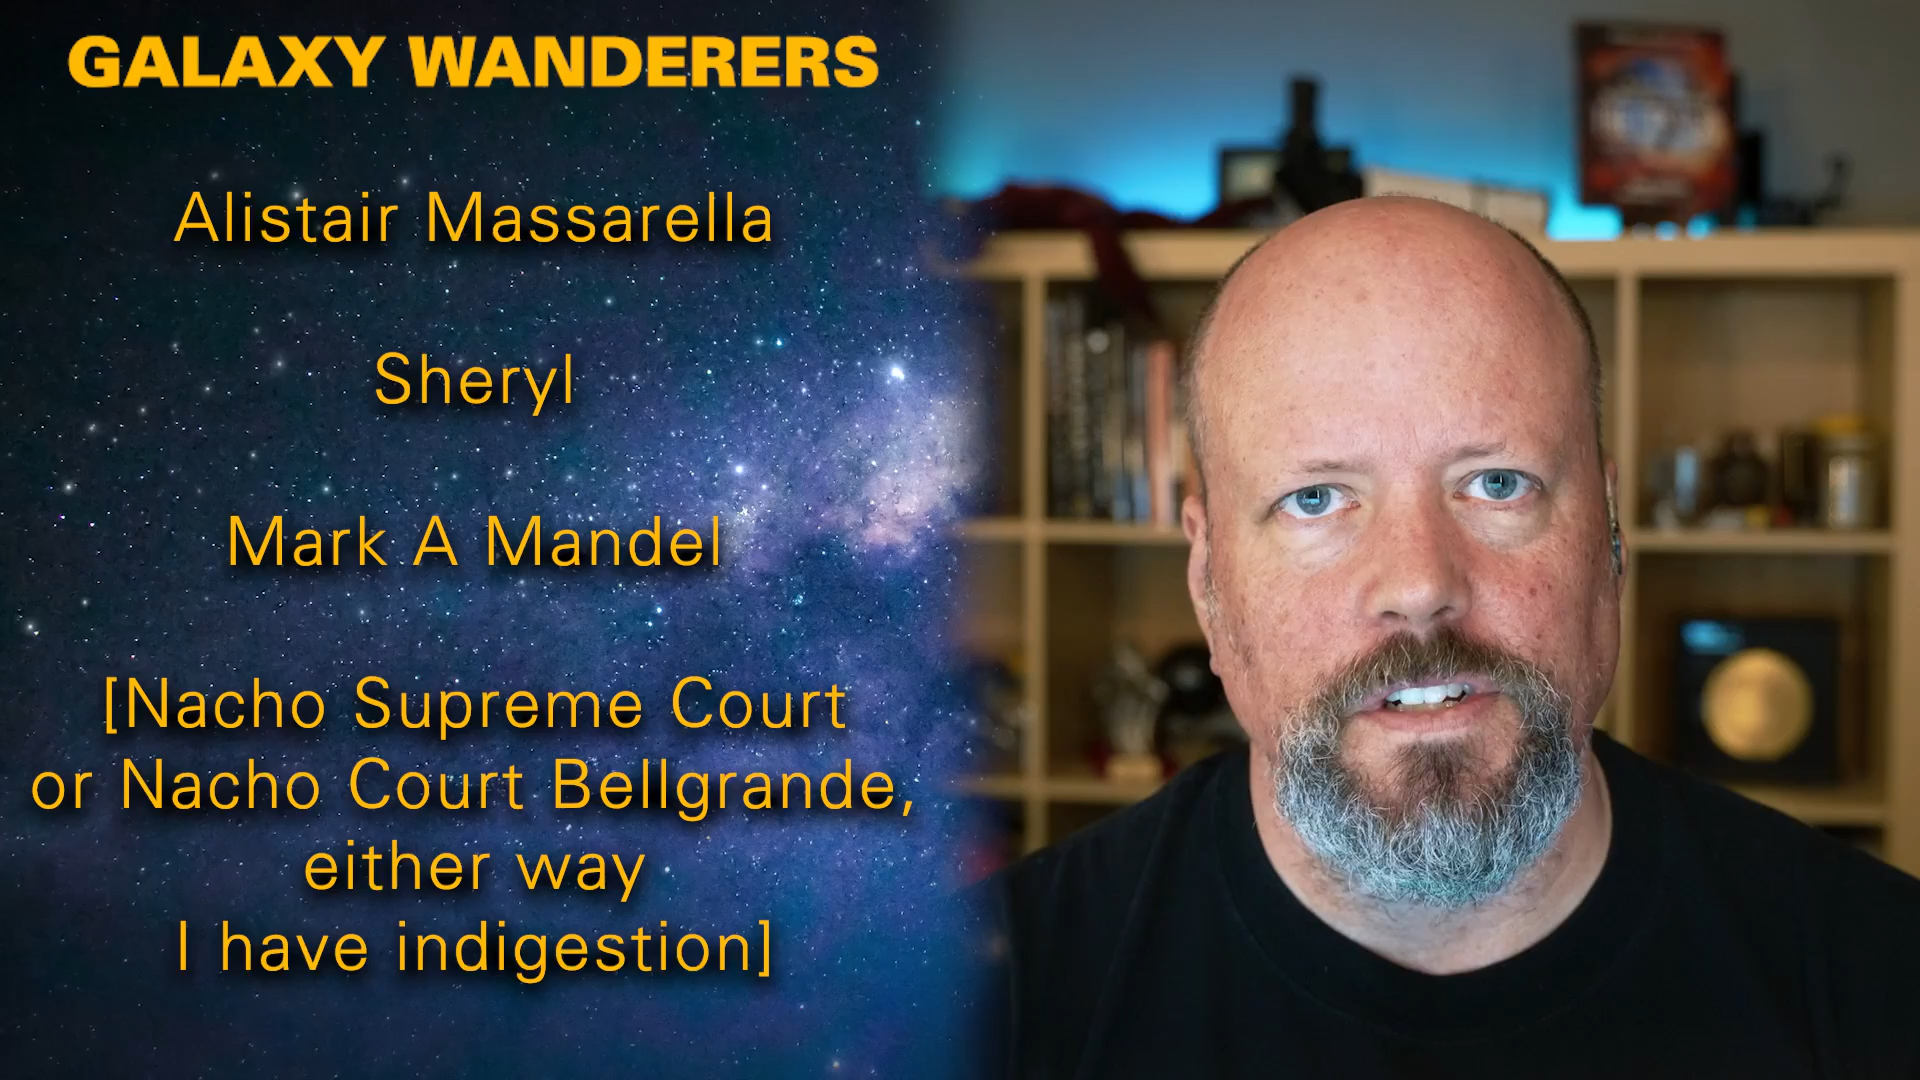 GALAXY WANDERERS
Alistair Massarella
Sheryl
Mark A Mandel
[Nacho Supreme Court
or Nacho Court Bellgrande,
either way
I have indigestion]